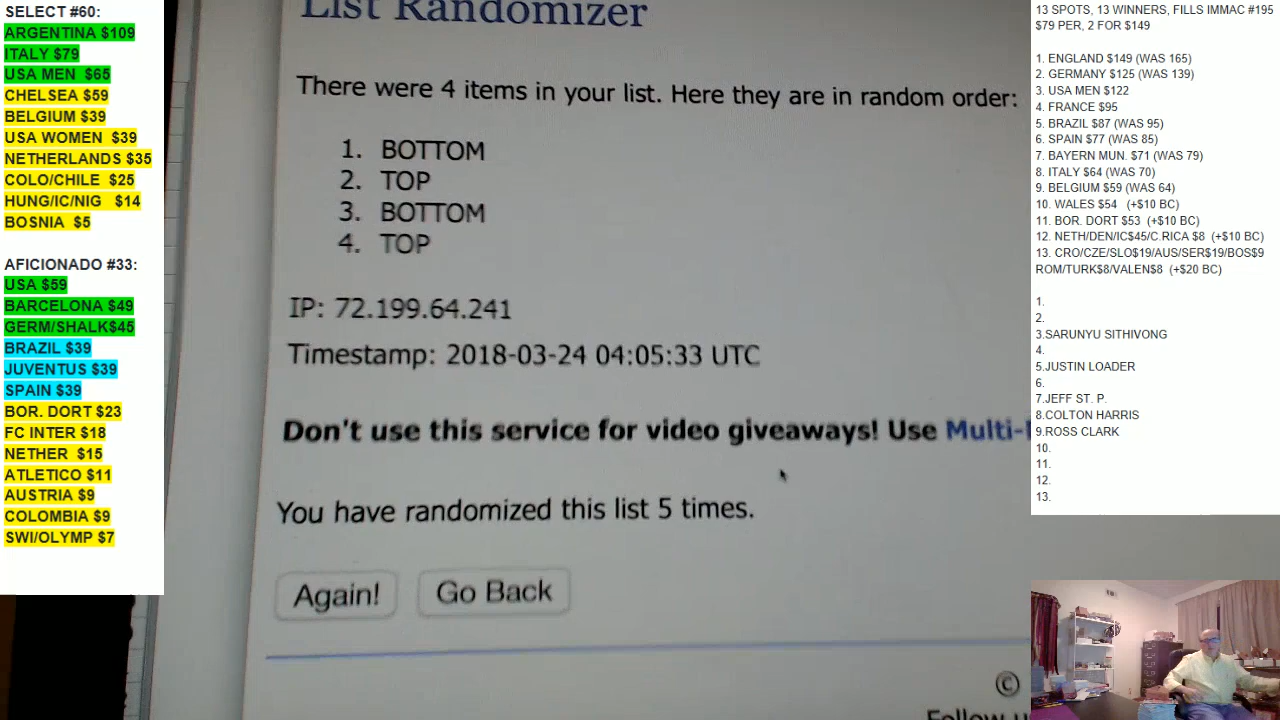 SELECT #60:
ARGENTINA $109
ITALY $79
USA MEN $65
CHELSEA $59
BELGIUM $39
USA WOMEN $39
NETHERLANDS $35
COLO/CHILE $25
HUNG/IC/NIG $14
BOSNIA $5
AFICIONADO #33:
USA $59
BARCELONA $49
GERM/SHALK$45
BRAZIL $39
JUVENTUS $39
SPAIN $39
BOR. DORT $23
FC INTER $18
NETHER $15
ATLETICO $11
AUSTRIA $9
COLOMBIA $9
SWI/OLYMP $7
List Randomizer
There were 4 items in your list. Here they are in random order:
1. BOTTOM
2. TOP
3. BOTTOM
4. TOP
IP: 72.199.64.241
Timestamp: 2018-03-24 04:05:33 UTC
Don't use this service for video giveaways! Use Multi-
You have randomized this list 5 times.
Again!
Go Back
©
Follow
13 SPOTS, 13 WINNERS, FILLS IMMAC #195
$79 PER, 2 FOR $149
1. ENGLAND $149 (WAS 165)
2. GERMANY $125 (WAS 139)
3. USA MEN $122
4. FRANCE $95
5. BRAZIL $87 (WAS 95)
6. SPAIN $77 (WAS 85)
7. BAYERN MUN. $71 (WAS 79)
8. ITALY $64 (WAS 70)
9. BELGIUM $59 (WAS 64)
10. WALES $54 (+$10 BC)
11. BOR. DORT $53 (+$10 BC)
12. NETH/DEN/IC$45/C.RICA $8 (+$10 BC)
13. CRO/CZE/SLO$19/AUS/SER$19/BOS$9
ROM/TURK$8/VALEN$8 (+$20 BC)
1.
2.
3.SARUNYU SITHIVONG
4.
5.JUSTIN LOADER
6.
7.JEFF ST. P.
8.COLTON HARRIS
9.ROSS CLARK
10.
11.
12.
13.